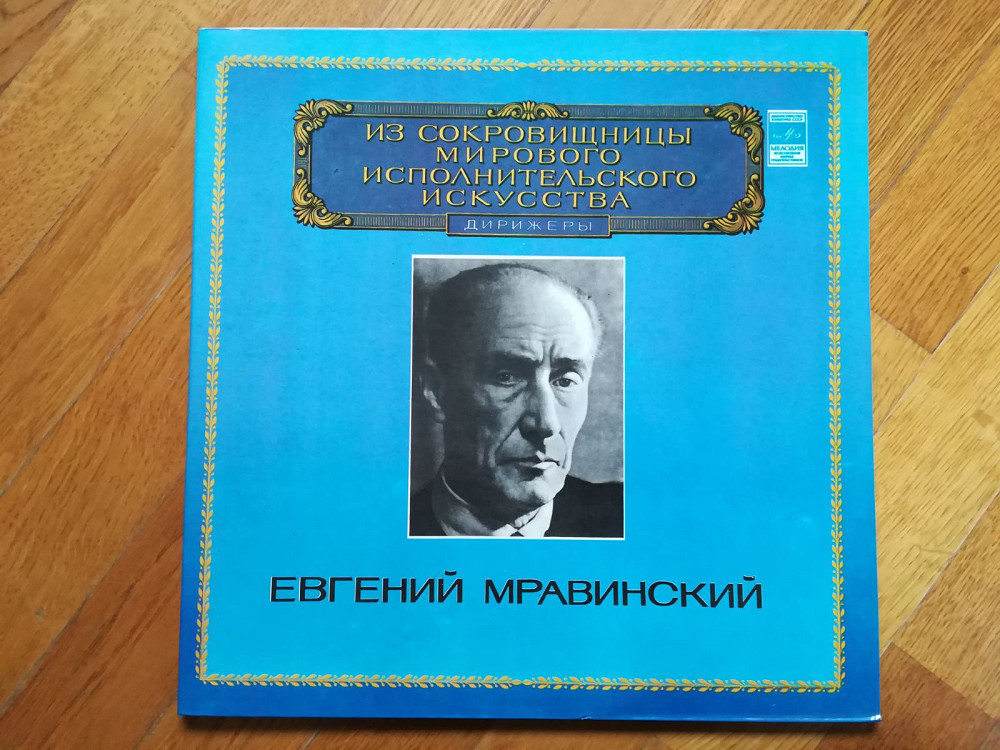 ИЗ СОКРОВИЩНИЦЫ
МИРОВОГО
ИСПОЛНИТЕЛЬСКОГО
ИСКУССТВА
ДИРИЖЕРЫ
МЕЛОДИЯ
ЕВГЕНИЙ МРАВИНСКИЙ